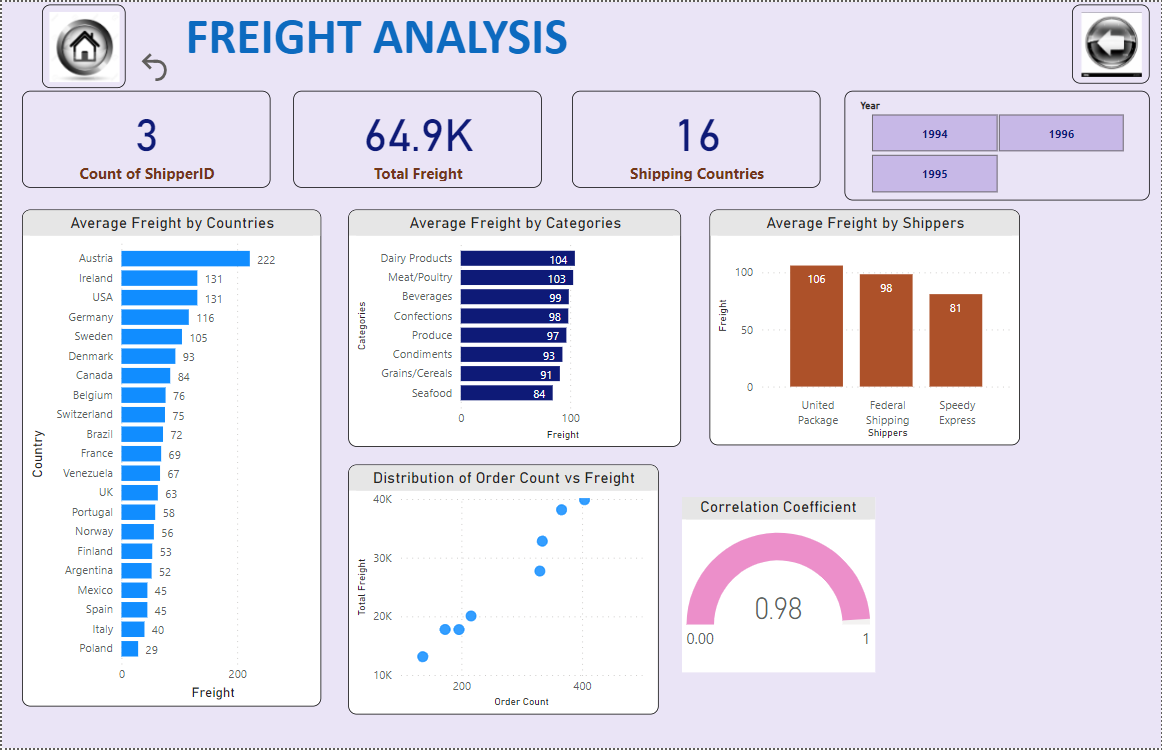 FREIGHT ANALYSIS
3
Count of ShipperID
64.9K
Total Freight
16
Shipping Countries
Year
1994
1996
1995
Average Freight by Countries
Country
Austria 222
Ireland 131
USA 131
Germany 116
Sweden 105
Denmark 93
Canada 84
Belgium 76
Switzerland 75
Brazil 72
France 69
Venezuela 67
UK 63
Portugal 58
Norway 56
Finland 53
Argentina 52
Mexico 45
Spain 45
Italy 40
Poland 29
0 200
Freight
Average Freight by Categories
Categories
Dairy Products 104
Meat/Poultry 103
Beverages 99
Confections 98
Produce 97
Condiments 93
Grains/Cereals 91
Seafood 84
0 100
Freight
Average Freight by Shippers
Freight
100
50
0
106 98 81
United Package
Federal Shipping
Speedy Express
Shippers
Distribution of Order Count vs Freight
Total Freight
40K
30K
20K
10K
200 400
Order Count
Correlation Coefficient
0.98
0.00 1